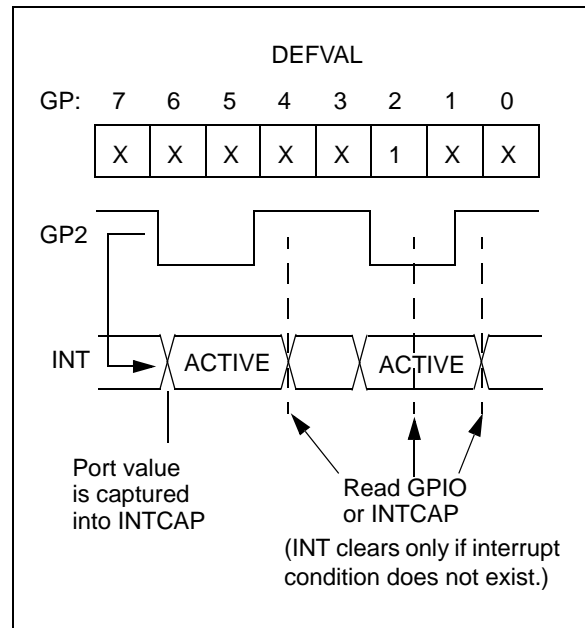 DEFVAL
GP: 7 6 5 4 3 2 1 0
X X X X X 1 X X
GP2
INT ACTIVE ACTIVE
Port value
is captured
into INTCAP
Read GPIO
or INTCAP
(INT clears only if interrupt
condition does not exist.)